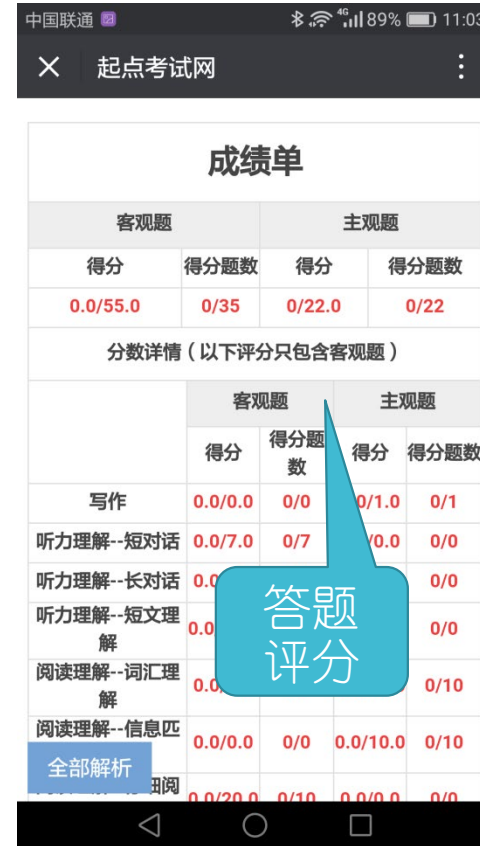 中国联通 4G 89% 11:03
起点考试网
成绩单
客观题 主观题
得分 得分题数 得分 得分题数
0.0/55.0 0/35 0/22.0 0/22
分数详情（以下评分只包含客观题）
客观题 主观题
得分 得分题数 得分 得分题数
写作 0.0/0.0 0/0 0/1.0 0/1
听力理解--短对话 0.0/7.0 0/7 /0.0 0/0
听力理解--长对话 0/0
听力理解--短文理解 0/0
阅读理解--词汇理解 0/10
阅读理解--信息匹 0.0/0.0 0/0 0.0/10.0 0/10
0.0/20.0 0/10 0.0/0.0 0/0
答题
评分
全部解析